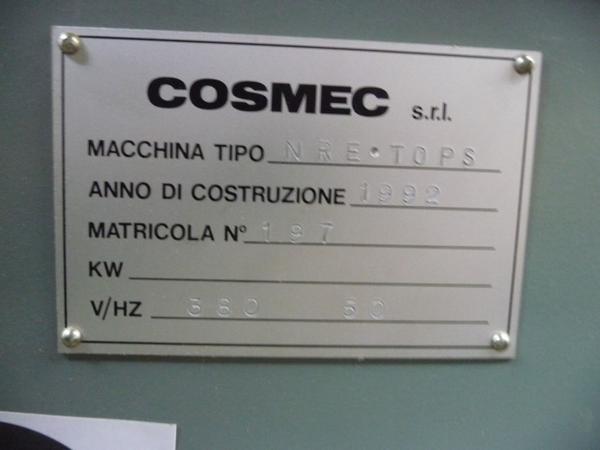 COSMEC s.r.l.
MACCHINA TIPO NRE•TOPS
ANNO DI COSTRUZIONE 1992
MATRICOLA N° 197
KW
V/HZ 380 50